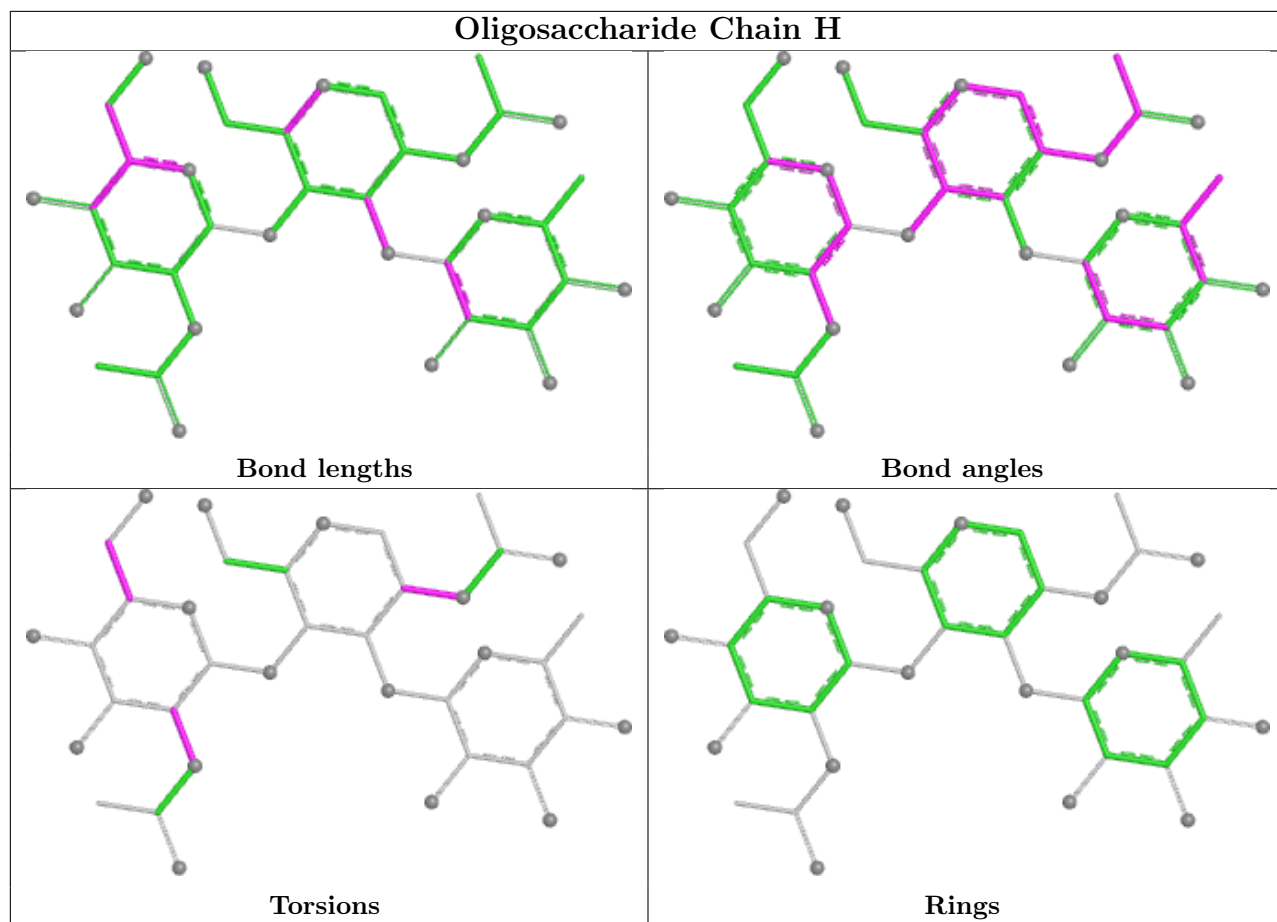 Oligosaccharide Chain H
Bond lengths
Bond angles
Torsions
Rings